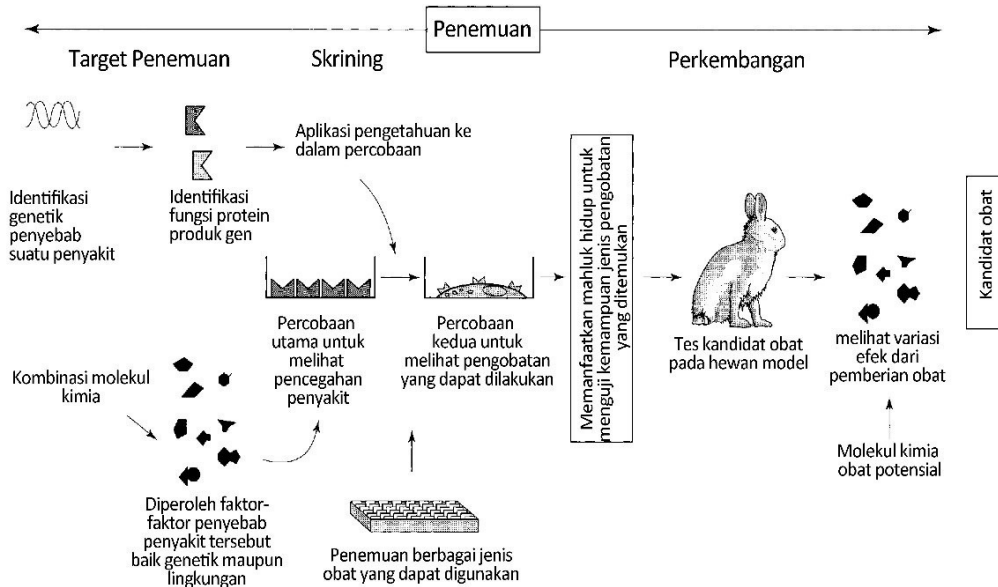 Penemuan
Target Penemuan
Skrining
Perkembangan
Identifikasi
genetik
penyebab
suatu penyakit
Identifikasi
fungsi protein
produk gen
Aplikasi pengetahuan ke
dalam percobaan
Kombinasi molekul
kimia
Diperoleh faktor-
faktor penyebab
penyakit tersebut
baik genetik maupun
lingkungan
Percobaan
utama untuk
melihat
pencegahan
penyakit
Percobaan
kedua untuk
melihat pengobatan
yang dapat dilakukan
Penemuan berbagai jenis
obat yang dapat digunakan
Memanfaatkan mahluk hidup untuk
menguji kemampuan jenis pengobatan
yang ditemukan
Tes kandidat obat
pada hewan model
melihat variasi
efek dari
pemberian obat
Molekul kimia
obat potensial
Kandidat obat